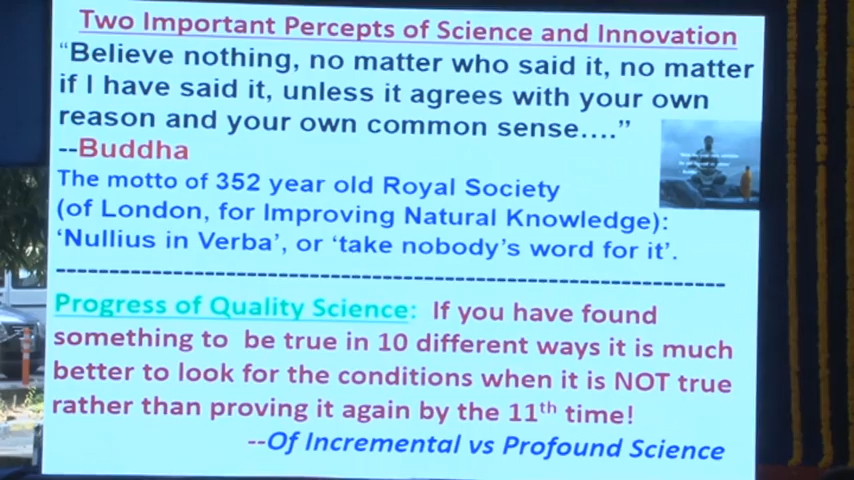 Two Important Percepts of Science and Innovation
“Believe nothing, no matter who said it, no matter
if I have said it, unless it agrees with your own
reason and your own common sense….”
--Buddha
The motto of 352 year old Royal Society
(of London, for Improving Natural Knowledge):
‘Nullius in Verba’, or ‘take nobody’s word for it’.
------------------------------------------------------------
Progress of Quality Science: If you have found
something to be true in 10 different ways it is much
better to look for the conditions when it is NOT true
rather than proving it again by the 11th time!
--Of Incremental vs Profound Science